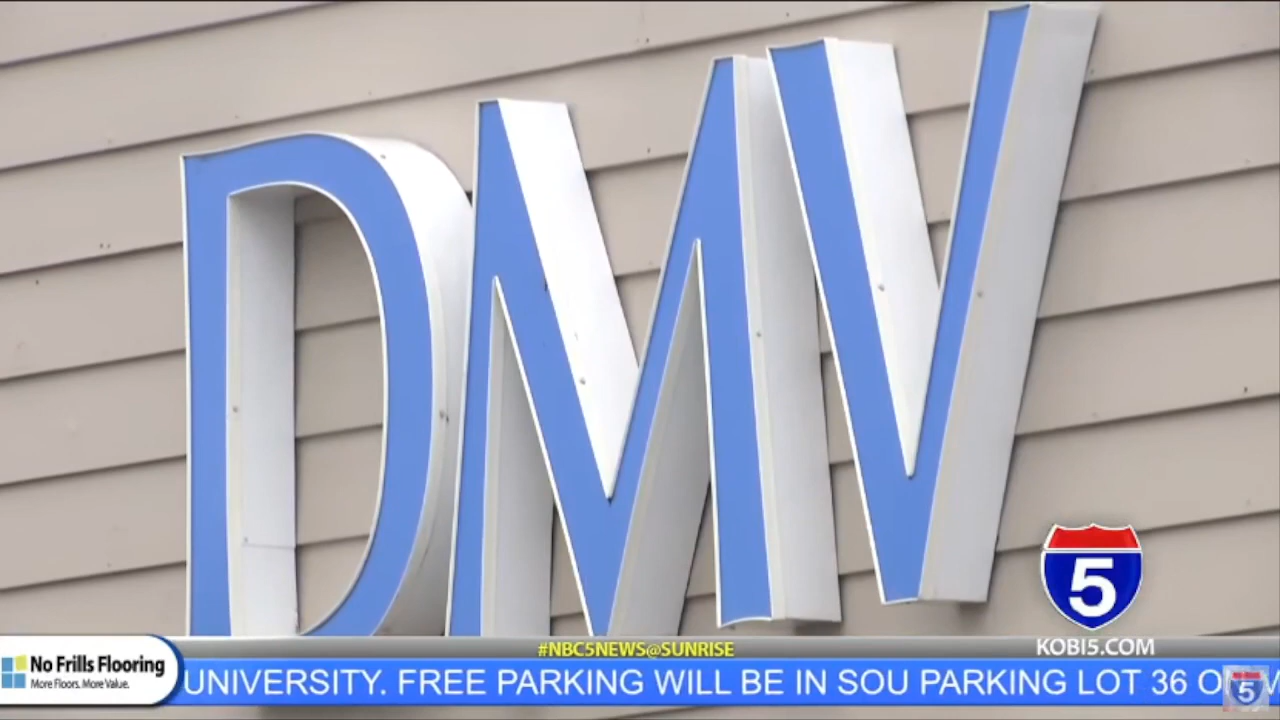 DMV
5
KOBI5.COM
#NBC5NEWS@SUNRISE
No Frills Flooring
More Floors. More Value.
UNIVERSITY. FREE PARKING WILL BE IN SOU PARKING LOT 36
5